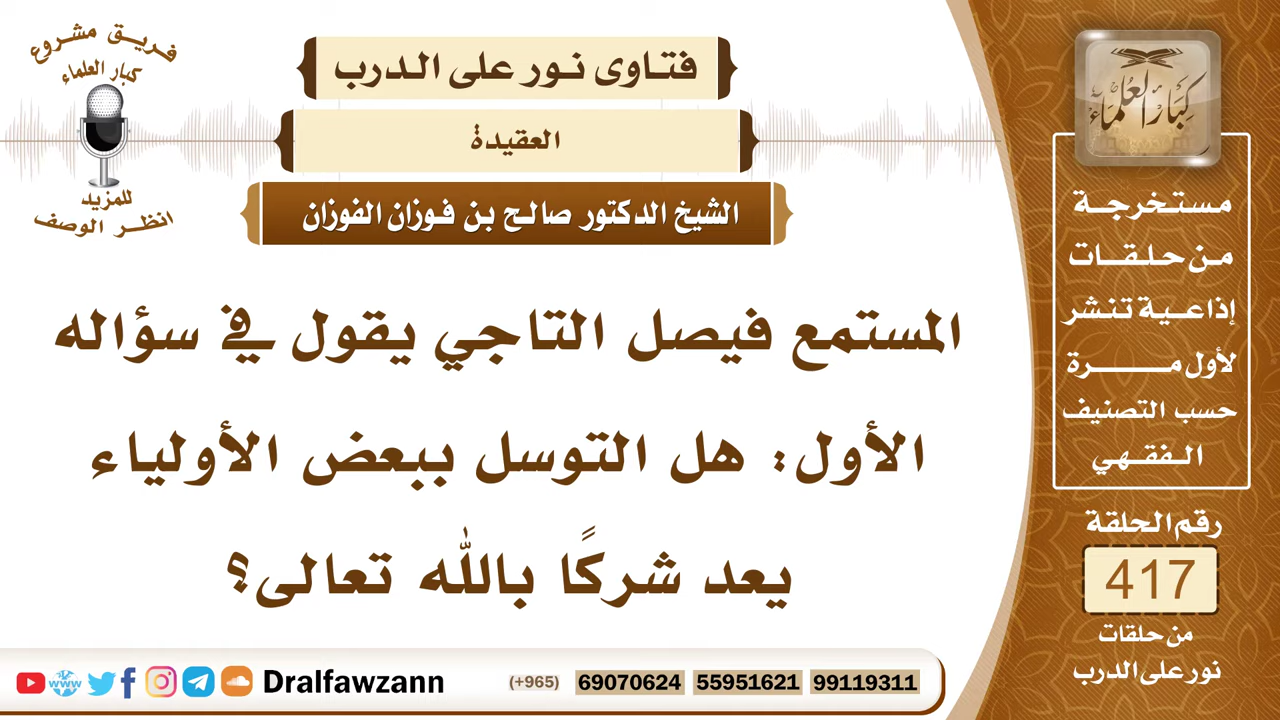 فريق مشروع
كبار العلماء
للمزيد
انظر الوصف
فتاوى نور على الدرب
العقيدة
الشيخ الدكتور صالح بن فوزان الفوزان
المستمع فيصل التاجي يقول في سؤاله
الأول: هل التوسل ببعض الأولياء
يعد شركًا بالله تعالى؟
كبار العلماء
مستخرجة
من حلقات
إذاعية تنشر
لأول مرة
حسب التصنيف
الفقهي
رقم الحلقة
417
من حلقات
نور على الدرب
www Dralfawzann (+965) 69070624 55951621 99119311